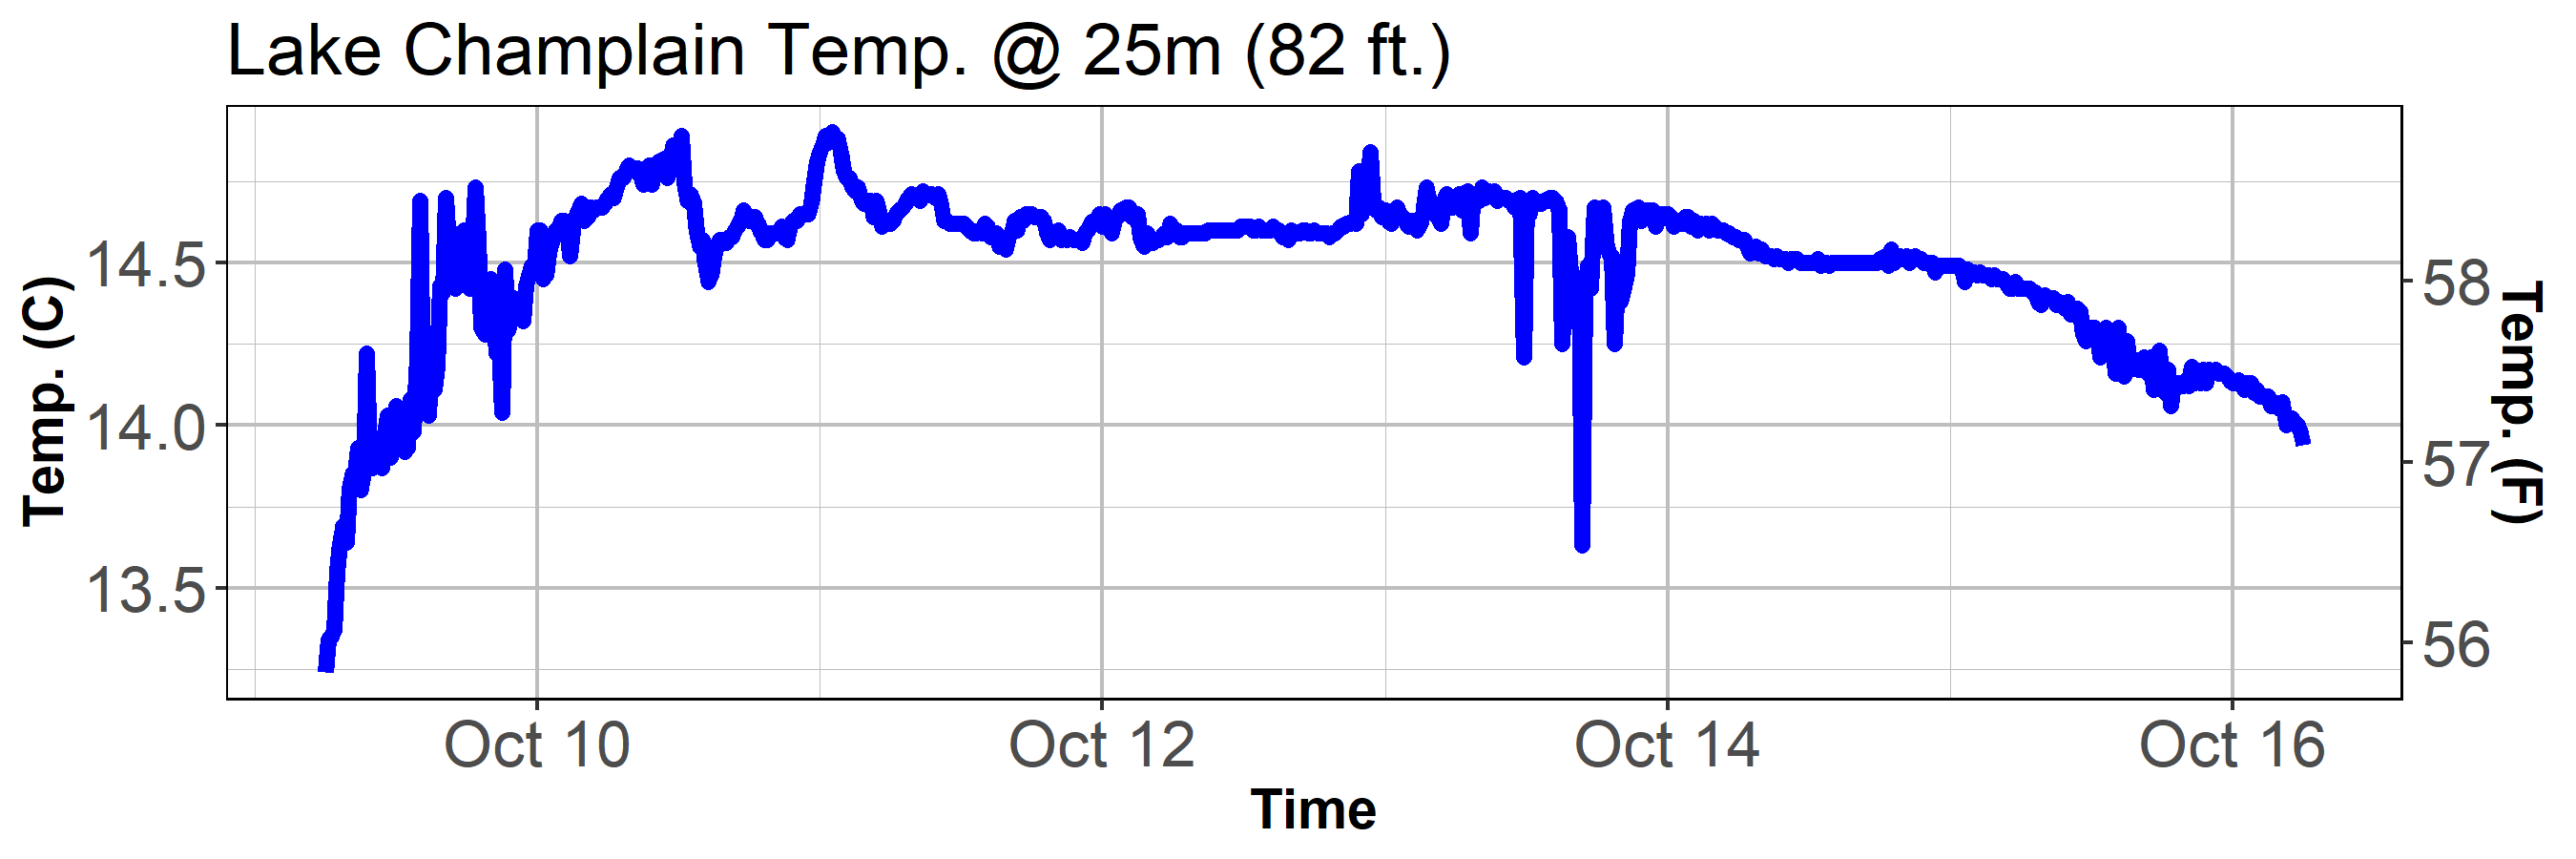 Lake Champlain Temp. @ 25m (82 ft.)
Temp. (C)
14.5
14.0
13.5
58
57
56
Temp. (F)
Oct 10 Oct 12 Oct 14 Oct 16
Time